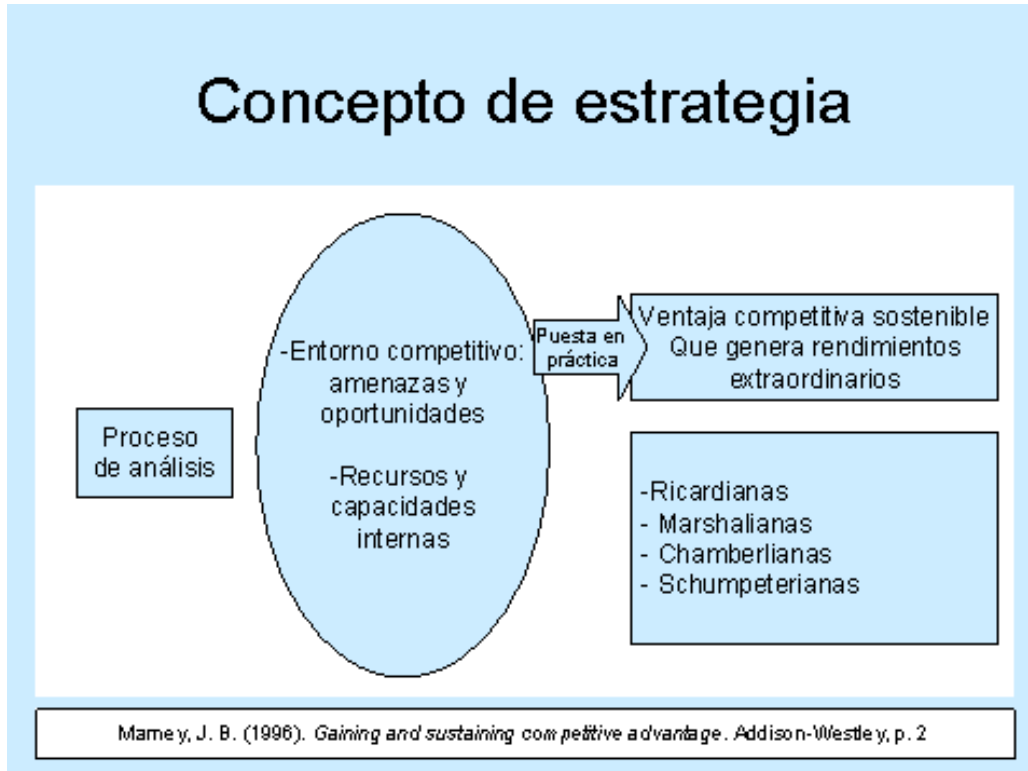 Concepto de estrategia
Proceso
de análisis
-Entorno competitivo:
amenazas y
oportunidades
-Recursos y
capacidades
internas
Puesta en
práctica
Ventaja competitiva sostenible
Que genera rendimientos
extraordinarios
-Ricardianas
- Marshalianas
- Chamberlianas
- Schumpeterianas
Marney, J. B. (1996). Gaining and sustaining competitive advantage. Addison-Westley, p. 2